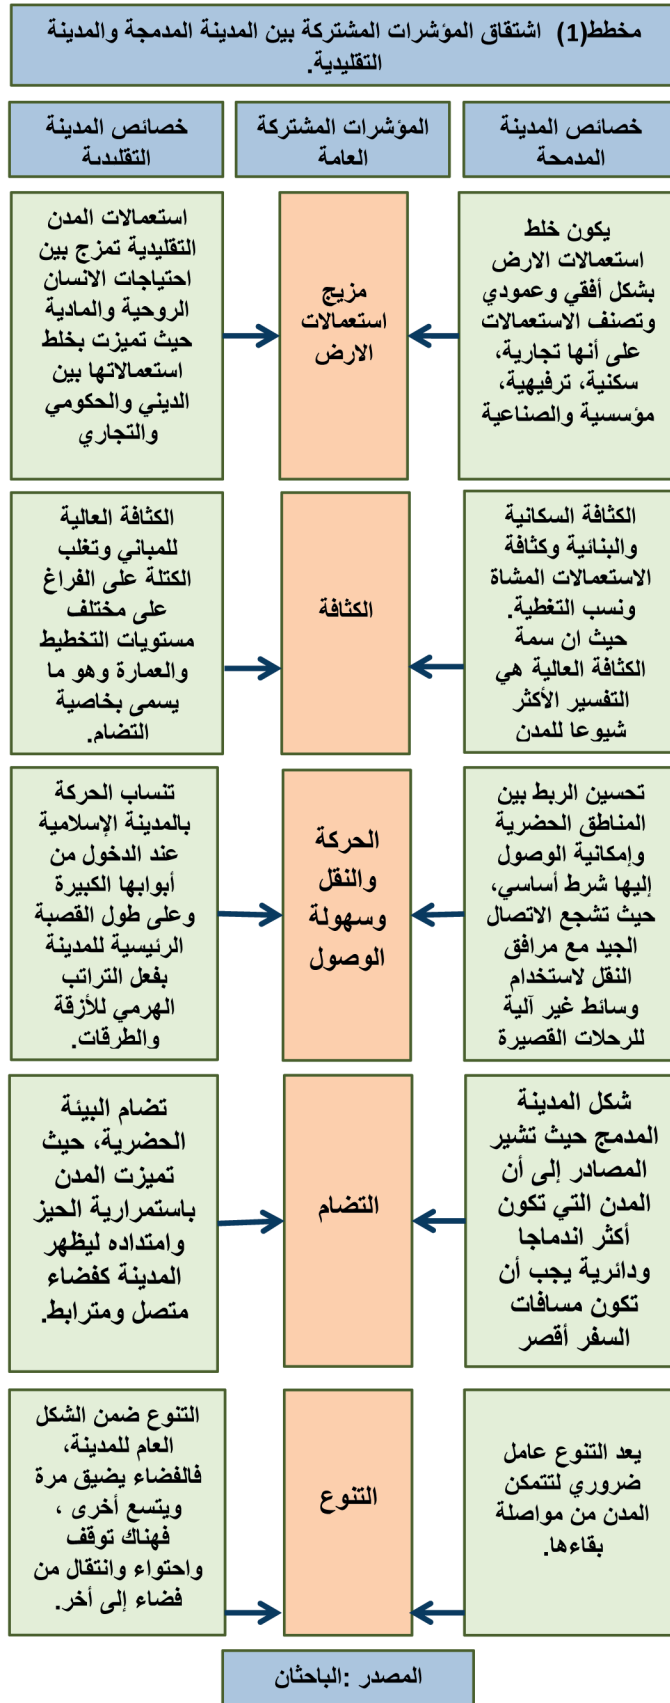 مخطط(1) اشتقاق المؤشرات المشتركة بين المدينة المدمجة والمدينة
التقليدية.
خصائص المدينة
المدمجة
المؤشرات المشتركة
العامة
خصائص المدينة
التقليدية
يكون خلط
استعمالات الارض
بشكل أفقي وعمودي
وتصنف الاستعمالات
على أنها تجارية،
سكنية، ترفيهية،
مؤسسية والصناعية
مزيج
استعمالات
الارض
استعمالات المدن
التقليدية تمزج بين
احتياجات الانسان
الروحية والمادية
حيث تميزت بخلط
استعمالاتها بين
الديني والحكومي
والتجاري
الكثافة السكانية
والبنائية وكثافة
الاستعمالات المشاة
ونسب التغطية.
حيث ان سمة
الكثافة العالية هي
التفسير الأكثر
شيوعا للمدن
الكثافة
الكثافة العالية
للمباني وتغلب
الكتلة على الفراغ
على مختلف
مستويات التخطيط
والعمارة وهو ما
يسمى بخاصية
التضام.
تحسين الربط بين
المناطق الحضرية
وإمكانية الوصول
إليها شرط أساسي،
حيث تشجع الاتصال
الجيد مع مرافق
النقل لاستخدام
وسائط غير آلية
للرحلات القصيرة
الحركة
والنقل
وسهولة
الوصول
تنساب الحركة
بالمدينة الإسلامية
عند الدخول من
أبوابها الكبيرة
وعلى طول القصبة
الرئيسية للمدينة
بفعل التراتب
الهرمي للأزقة
والطرقات.
شكل المدينة
المدمج حيث تشير
المصادر إلى أن
المدن التي تكون
أكثر اندماجا
ودائرية يجب أن
تكون مسافات
السفر أقصر
التضام
تضام البيئة
الحضرية، حيث
تميزت المدن
باستمرارية الحيز
وامتداده ليظهر
المدينة كفضاء
متصل ومترابط.
يعد التنوع عامل
ضروري لتتمكن
المدن من مواصلة
بقاءها.
التنوع
التنوع ضمن الشكل
العام للمدينة،
فالفضاء يضيق مرة
ويتسع أخرى ،
فهناك توقف
واحتواء وانتقال من
فضاء إلى أخر.
المصدر :الباحثان